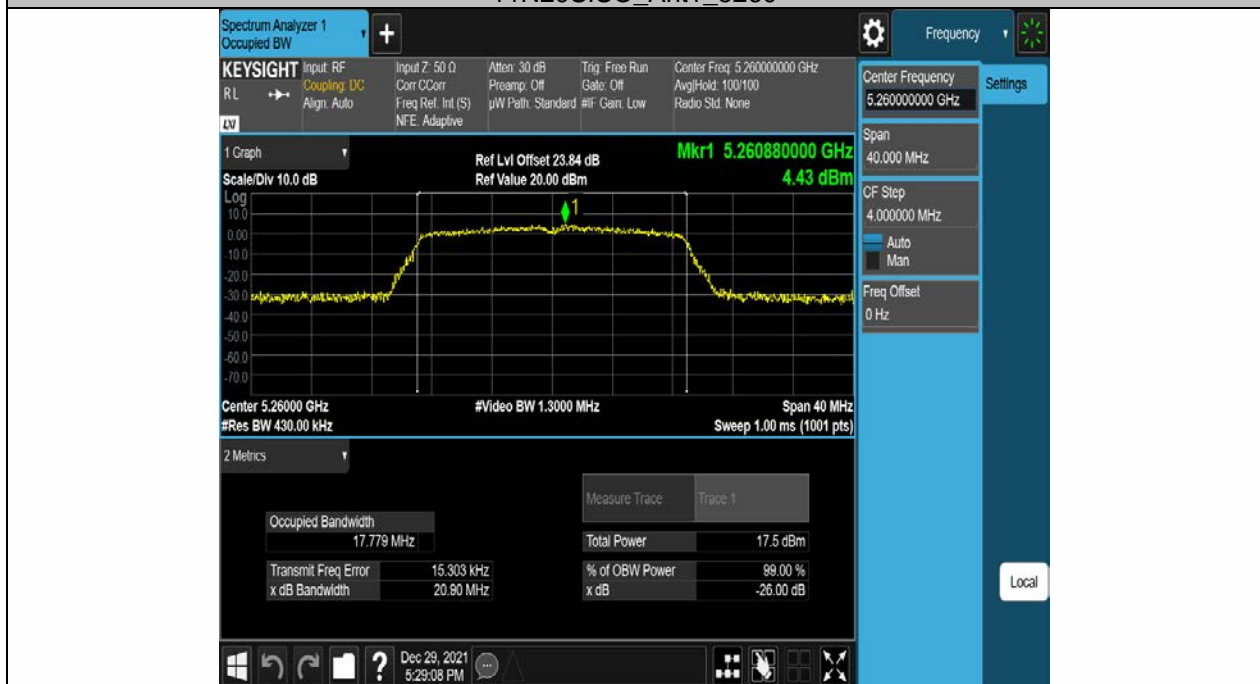 Spectrum Analyzer 1
Occupied BW
+
Frequency
KEYSIGHT
RL
LXI
Input: RF
Coupling: DC
Align: Auto
Input Z: 50 Ω
Corr CCorr
Freq Ref: Int (S)
NFE: Adaptive
Atten: 30 dB
Preamp: Off
µW Path: Standard
Trig: Free Run
Gate: Off
#IF Gain: Low
Center Freq: 5.260000000 GHz
Avg|Hold: 100/100
Radio Std: None
Center Frequency
5.260000000 GHz
Settings
Span
40.000 MHz
CF Step
4.000000 MHz
Auto
Man
Freq Offset
0 Hz
1 Graph
Scale/Div 10.0 dB
Ref Lvl Offset 23.84 dB
Ref Value 20.00 dBm
Mkr1 5.260880000 GHz
4.43 dBm
Log
10.0
0.00
-10.0
-20.0
-30.0
-40.0
-50.0
-60.0
-70.0
1
Center 5.26000 GHz
#Res BW 430.00 kHz
#Video BW 1.3000 MHz
Span 40 MHz
Sweep 1.00 ms (1001 pts)
2 Metrics
Measure Trace Trace 1
Occupied Bandwidth
17.779 MHz
Total Power 17.5 dBm
Transmit Freq Error 15.303 kHz
% of OBW Power 99.00 %
x dB Bandwidth 20.90 MHz
x dB -26.00 dB
Local
?
Dec 29, 2021
5:29:08 PM